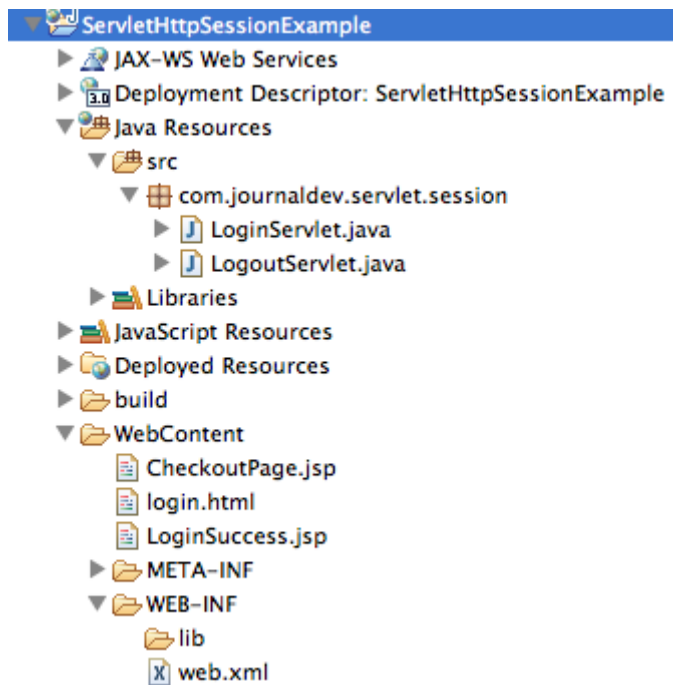 ServletHttpSessionExample
JAX-WS Web Services
3.0 Deployment Descriptor: ServletHttpSessionExample
Java Resources
src
com.journaldev.servlet.session
J LoginServlet.java
J LogoutServlet.java
Libraries
JavaScript Resources
Deployed Resources
build
WebContent
CheckoutPage.jsp
login.html
LoginSuccess.jsp
META-INF
WEB-INF
lib
X web.xml